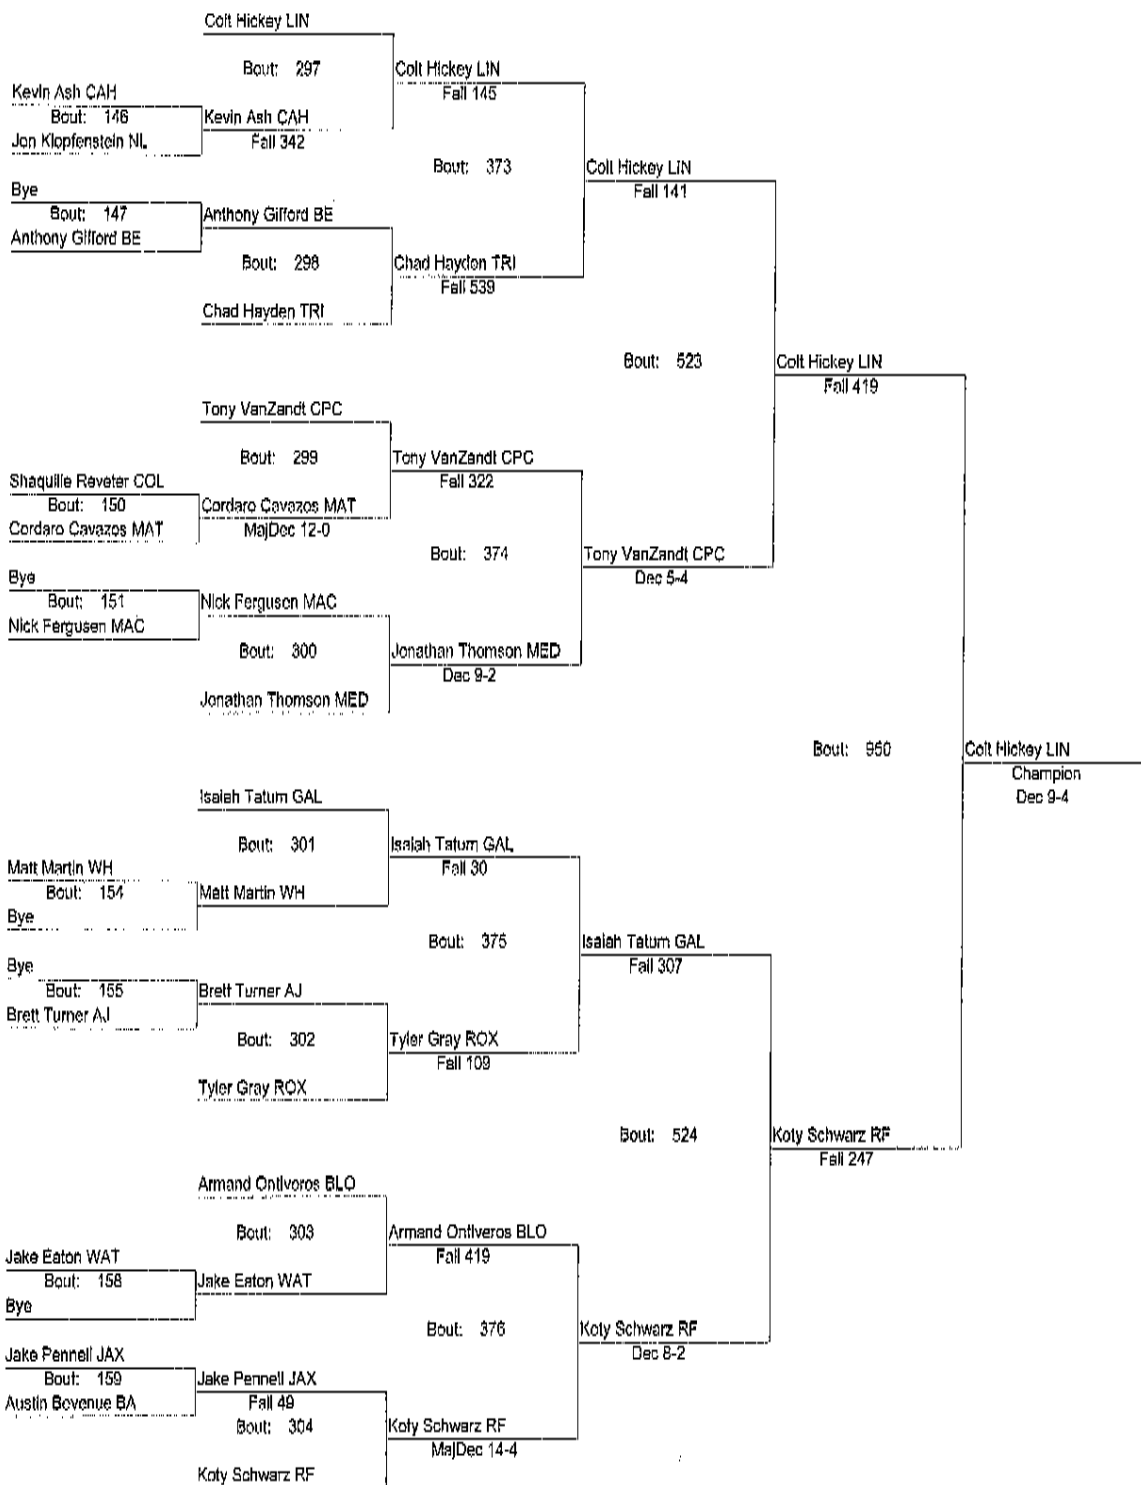 Colt Hickey LIN
Bout: 297
Colt Hickey LIN
Fall 145
Kevin Ash CAH
Bout: 146
Kevin Ash CAH
Jon Klopfenstein NL
Fall 342
Bout: 373
Colt Hickey LIN
Fall 141
Bye
Bout: 147
Anthony Gifford BE
Anthony Gifford BE
Bout: 298
Chad Hayden TRI
Fall 539
Chad Hayden TRI
Bout: 523
Colt Hickey LIN
Fall 419
Tony VanZandt CPC
Bout: 299
Tony VanZandt CPC
Fall 322
Shaquille Reveter COL
Bout: 150
Cordaro Cavazos MAT
Cordaro Cavazos MAT
MajDec 12-0
Bout: 374
Tony VanZandt CPC
Dec 5-4
Bye
Bout: 151
Nick Fergusen MAC
Nick Fergusen MAC
Bout: 300
Jonathan Thomson MED
Dec 9-2
Jonathan Thomson MED
Bout: 950
Colt Hickey LIN
Champion
Dec 9-4
Isaiah Tatum GAL
Bout: 301
Isaiah Tatum GAL
Fall 30
Matt Martin WH
Bout: 154
Matt Martin WH
Bye
Bout: 375
Isaiah Tatum GAL
Fall 307
Bye
Bout: 155
Brett Turner AJ
Brett Turner AJ
Bout: 302
Tyler Gray ROX
Fall 109
Tyler Gray ROX
Bout: 524
Koty Schwarz RF
Fall 247
Armand Ontiveros BLO
Bout: 303
Armand Ontiveros BLO
Fall 419
Jake Eaton WAT
Bout: 158
Jake Eaton WAT
Bye
Bout: 376
Koty Schwarz RF
Dec 8-2
Jake Pennell JAX
Bout: 159
Jake Pennell JAX
Austin Bovenue BA
Fall 49
Bout: 304
Koty Schwarz RF
MajDec 14-4
Koty Schwarz RF